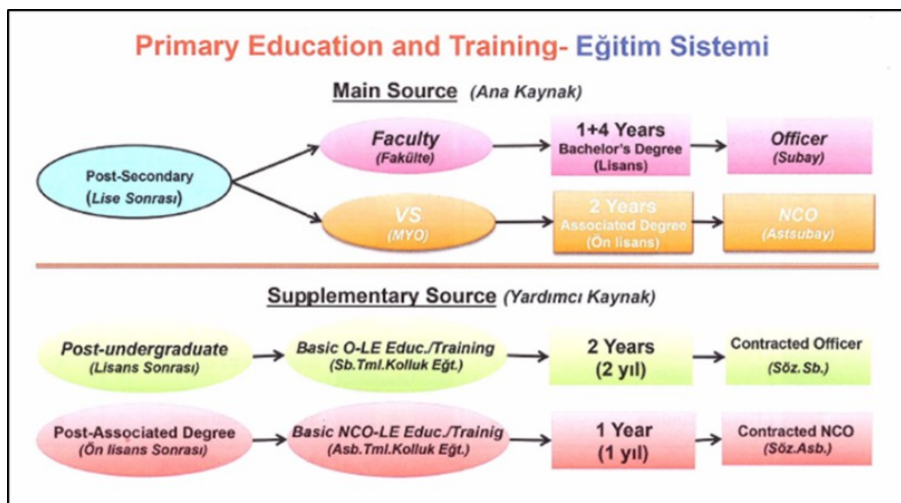 Primary Education and Training- Eğitim Sistemi
Main Source (Ana Kaynak)
Post-Secondary
(Lise Sonrası)
Faculty
(Fakülte)
1+4 Years
Bachelor's Degree
(Lisans)
Officer
(Subay)
VS
(MYO)
2 Years
Associated Degree
(Ön lisans)
NCO
(Astsubay)
Supplementary Source (Yardımcı Kaynak)
Post-undergraduate
(Lisans Sonrası)
Basic O-LE Educ./Training
(Sb.Tml.Kolluk Eğt.)
2 Years
(2 yıl)
Contracted Officer
(Söz.Sb.)
Post-Associated Degree
(Ön lisans Sonrası)
Basic NCO-LE Educ./Trainig
(Asb.Tml.Kolluk Eğt.)
1 Year
(1 yıl)
Contracted NCO
(Söz.Asb.)